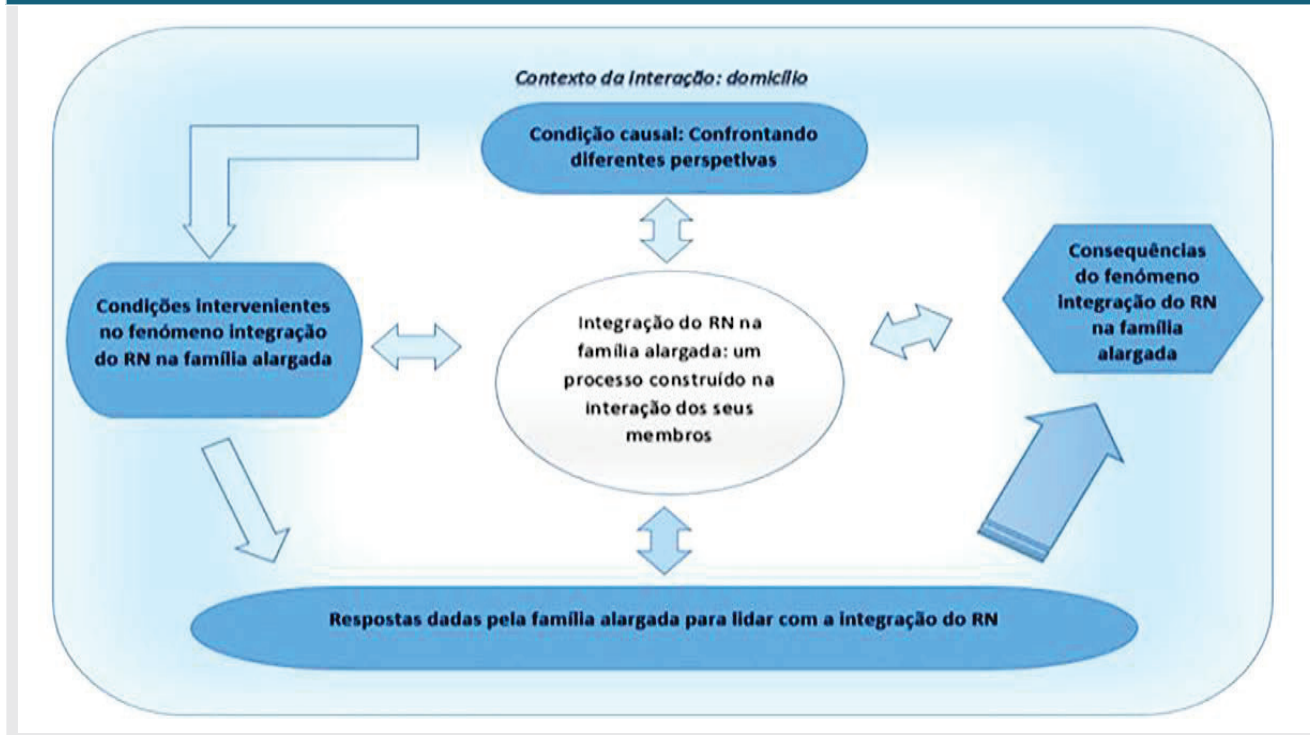 Contexto da Interação: domicílio
Condição causal: Confrontando
diferentes perspetivas
Consequências
do fenómeno
integração do RN
na família
alargada
Condições intervenientes
no fenómeno integração
do RN na família alargada
Integração do RN na
família alargada: um
processo construído na
interação dos seus
membros
Respostas dadas pela família alargada para lidar com a integração do RN